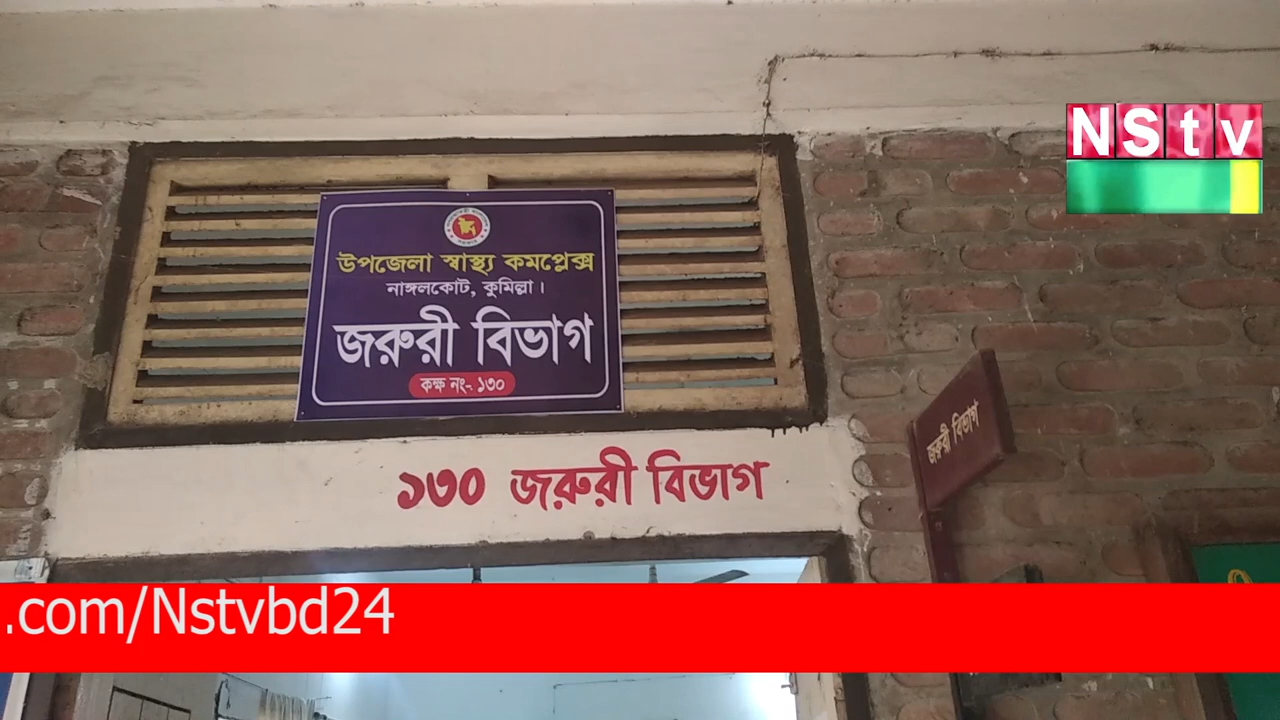 NStv
উপজেলা স্বাস্থ্য কমপ্লেক্স
নাঙ্গলকোট, কুমিল্লা।
জরুরী বিভাগ
কক্ষ নং-১৩০
১৩০ জরুরী বিভাগ
জরুরী বিভাগ
.com/Nstvbd24